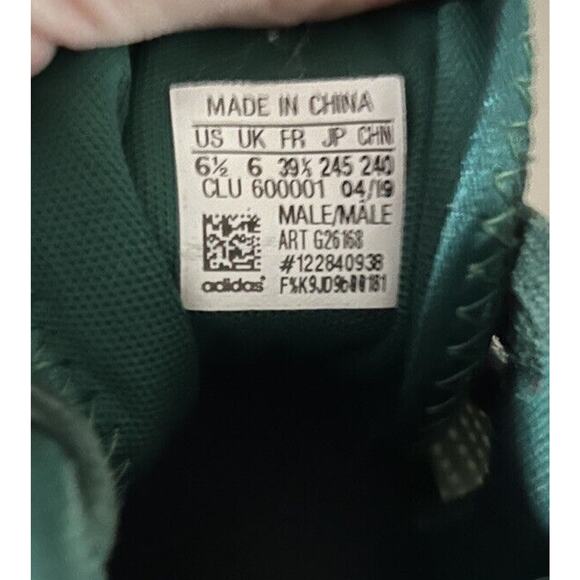 MADE IN CHINA
US UK FR JP CHN
6½ 6 39⅓ 245 240
CLU 600001 04/19
MALE/MÂLE
ART G26168
#122840938
adidas